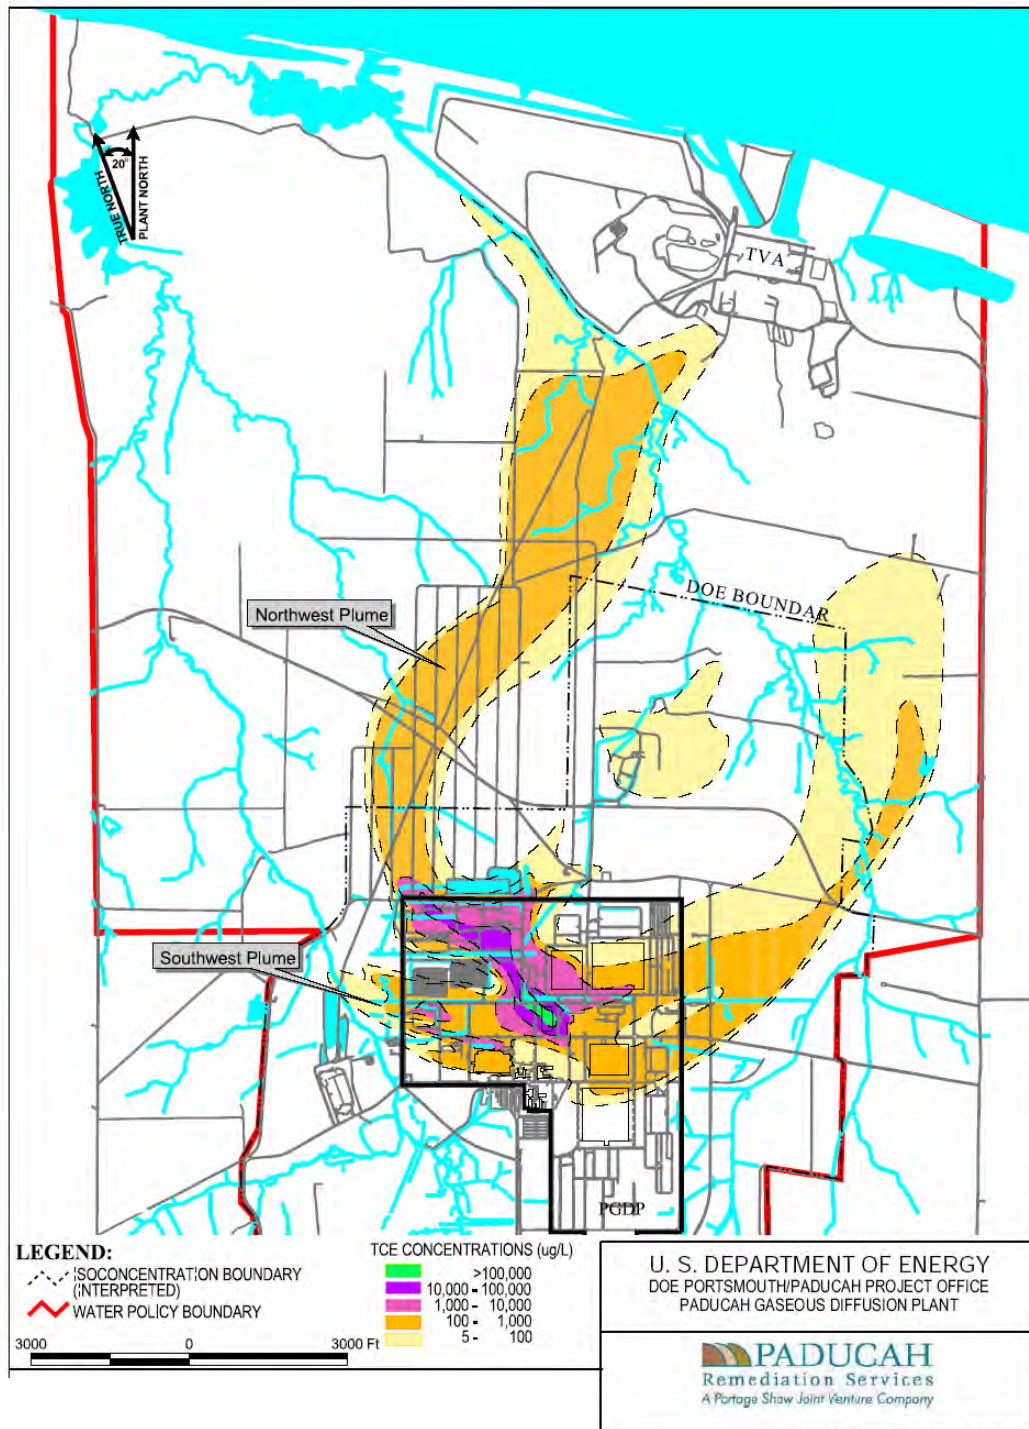 20°
TRUE NORTH
PLANT NORTH
TVA
DOE BOUNDAR
Northwest Plume
Southwest Plume
PGDP
LEGEND:
ISOCONCENTRATION BOUNDARY
(INTERPRETED)
WATER POLICY BOUNDARY
3000 0 3000 Ft
TCE CONCENTRATIONS (ug/L)
>100,000
10,000 - 100,000
1,000 - 10,000
100 - 1,000
5 - 100
U. S. DEPARTMENT OF ENERGY
DOE PORTSMOUTH/PADUCAH PROJECT OFFICE
PADUCAH GASEOUS DIFFUSION PLANT
PADUCAH
Remediation Services
A Portage Shaw Joint Venture Company